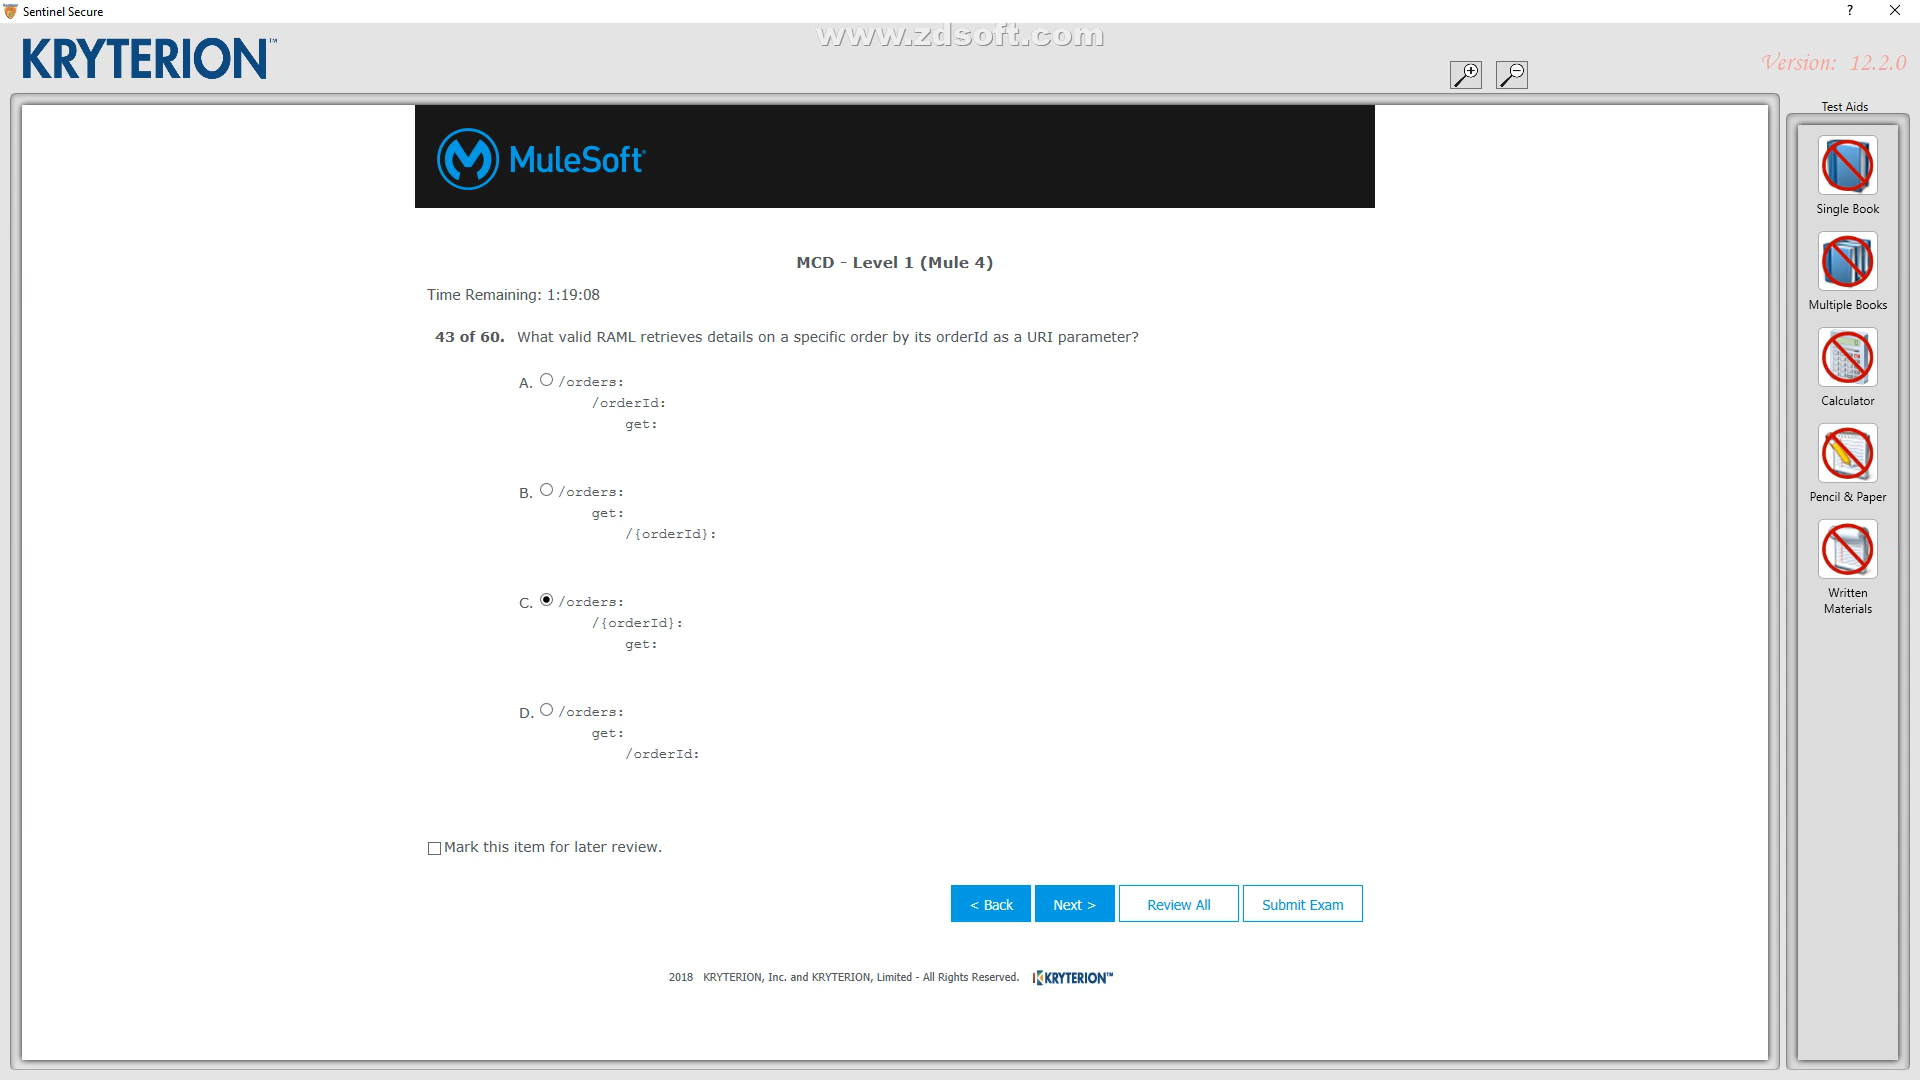 Sentinel Secure
?
www.zdsoft.com
KRYTERION™
Version: 12.2.0
Test Aids
MuleSoft
Single Book
Multiple Books
Calculator
Pencil & Paper
Written
Materials
MCD - Level 1 (Mule 4)
Time Remaining: 1:19:08
43 of 60. What valid RAML retrieves details on a specific order by its orderId as a URI parameter?
A. /orders:
/orderId:
get:
B. /orders:
get:
/{orderId}:
C. /orders:
/{orderId}:
get:
D. /orders:
get:
/orderId:
Mark this item for later review.
< Back Next > Review All Submit Exam
2018 KRYTERION, Inc. and KRYTERION, Limited - All Rights Reserved. KRYTERION™